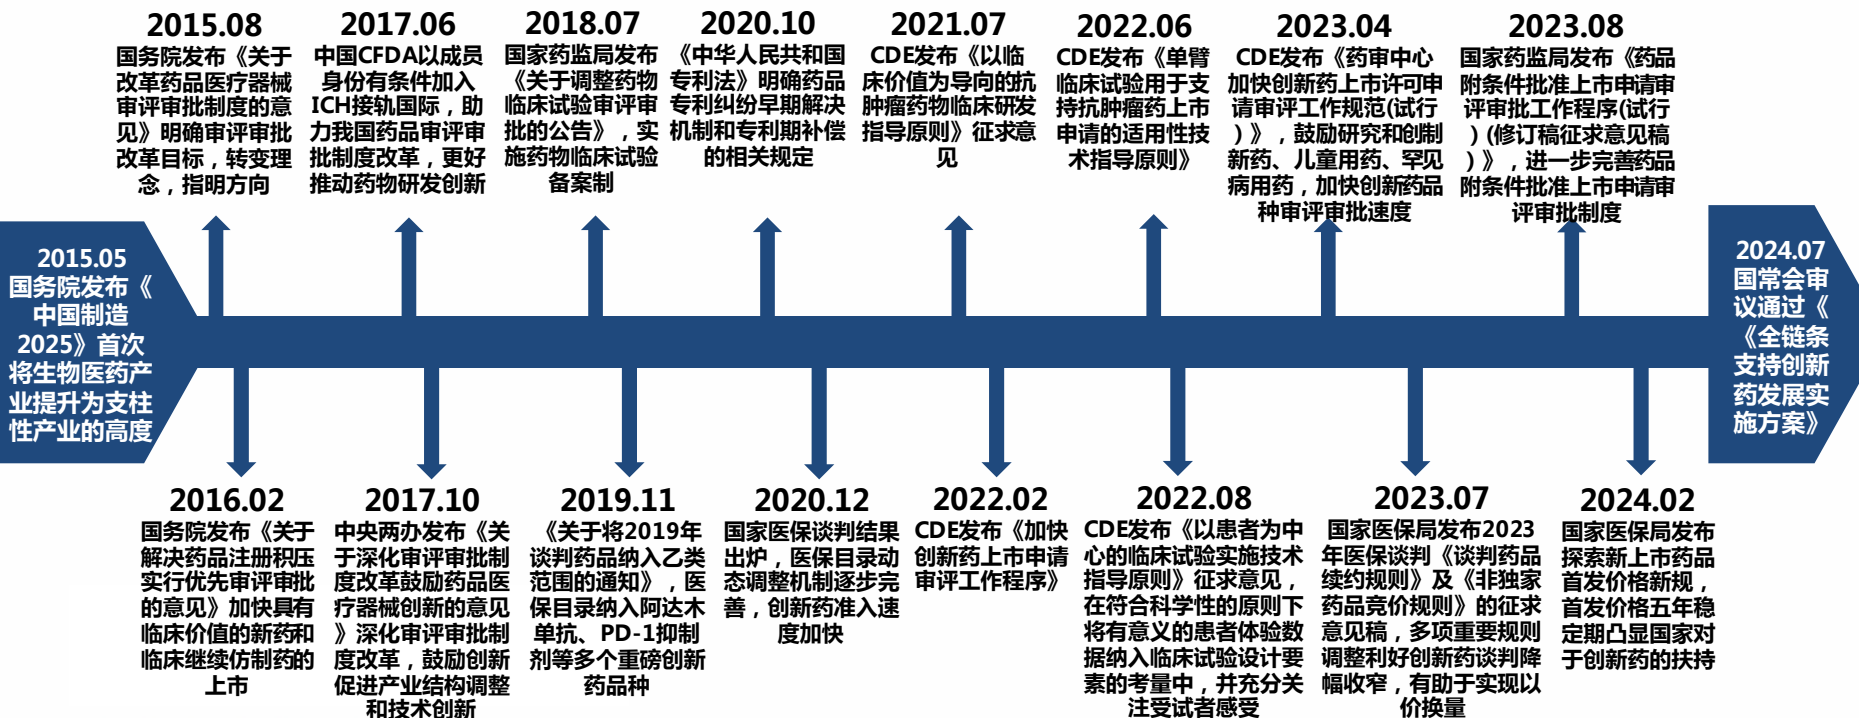 2015.08
国务院发布《关于
改革药品医疗器械
审评审批制度的意
见》明确审评审批
改革目标，转变理
念，指明方向
2017.06
中国CFDA以成员
身份有条件加入
ICH接轨国际，助
力我国药品审评审
批制度改革，更好
推动药物研发创新
2018.07
国家药监局发布
《关于调整药物
临床试验审评审
批的公告》，实
施药物临床试验
备案制
2020.10
《中华人民共和国
专利法》明确药品
专利纠纷早期解决
机制和专利期补偿
的相关规定
2021.07
CDE发布《以临
床价值为导向的抗
肿瘤药物临床研发
指导原则》征求意
见
2022.06
CDE发布《单臂
临床试验用于支
持抗肿瘤药上市
申请的适用性技
术指导原则》
2023.04
CDE发布《药审中心
加快创新药上市许可申
请审评工作规范(试行
)》，鼓励研究和创制
新药、儿童用药、罕见
病用药，加快创新药品
种审评审批速度
2023.08
国家药监局发布《药品
附条件批准上市申请审
评审批工作程序(试行
)(修订稿征求意见稿
)》，进一步完善药品
附条件批准上市申请审
评审批制度
2015.05
国务院发布《
中国制造
2025》首次
将生物医药产
业提升为支柱
性产业的高度
2024.07
国常会审
议通过《
《全链条
支持创新
药发展实
施方案》
2016.02
国务院发布《关于
解决药品注册积压
实行优先审评审批
的意见》加快具有
临床价值的新药和
临床继续仿制药的
上市
2017.10
中央两办发布《关
于深化审评审批制
度改革鼓励药品医
疗器械创新的意见
》深化审评审批制
度改革，鼓励创新
促进产业结构调整
和技术创新
2019.11
《关于将2019年
谈判药品纳入乙类
范围的通知》，医
保目录纳入阿达木
单抗、PD-1抑制
剂等多个重磅创新
药品种
2020.12
国家医保谈判结果
出炉，医保目录动
态调整机制逐步完
善，创新药准入速
度加快
2022.02
CDE发布《加快
创新药上市申请
审评工作程序》
2022.08
CDE发布《以患者为中
心的临床试验实施技术
指导原则》征求意见，
在符合科学性的原则下
将有意义的患者体验数
据纳入临床试验设计要
素的考量中，并充分关
注受试者感受
2023.07
国家医保局发布2023
年医保谈判《谈判药品
续约规则》及《非独家
药品竞价规则》的征求
意见稿，多项重要规则
调整利好创新药谈判降
幅收窄，有助于实现以
价换量
2024.02
国家医保局发布
探索新上市药品
首发价格新规，
首发价格五年稳
定期凸显国家对
于创新药的扶持